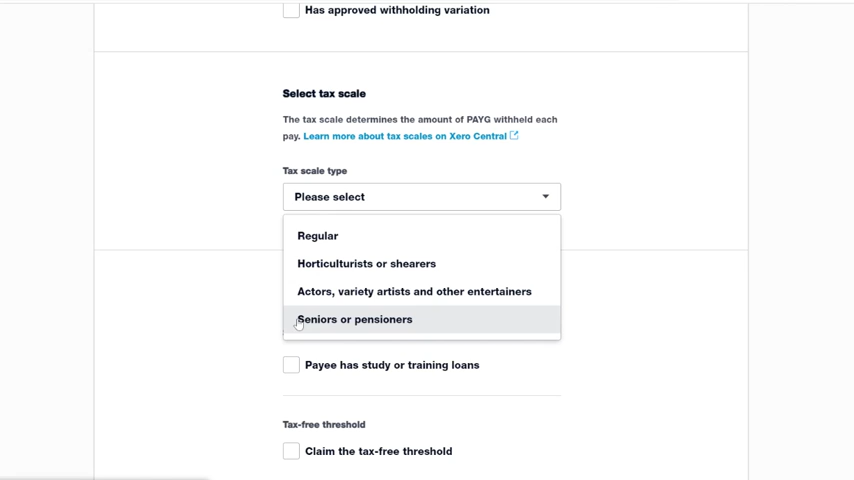 Has approved withholding variation
Select tax scale
The tax scale determines the amount of PAYG withheld each
pay. Learn more about tax scales on Xero Central
Tax scale type
Please select
Regular
Horticulturists or shearers
Actors, variety artists and other entertainers
Seniors or pensioners
Payee has study or training loans
Tax-free threshold
Claim the tax-free threshold